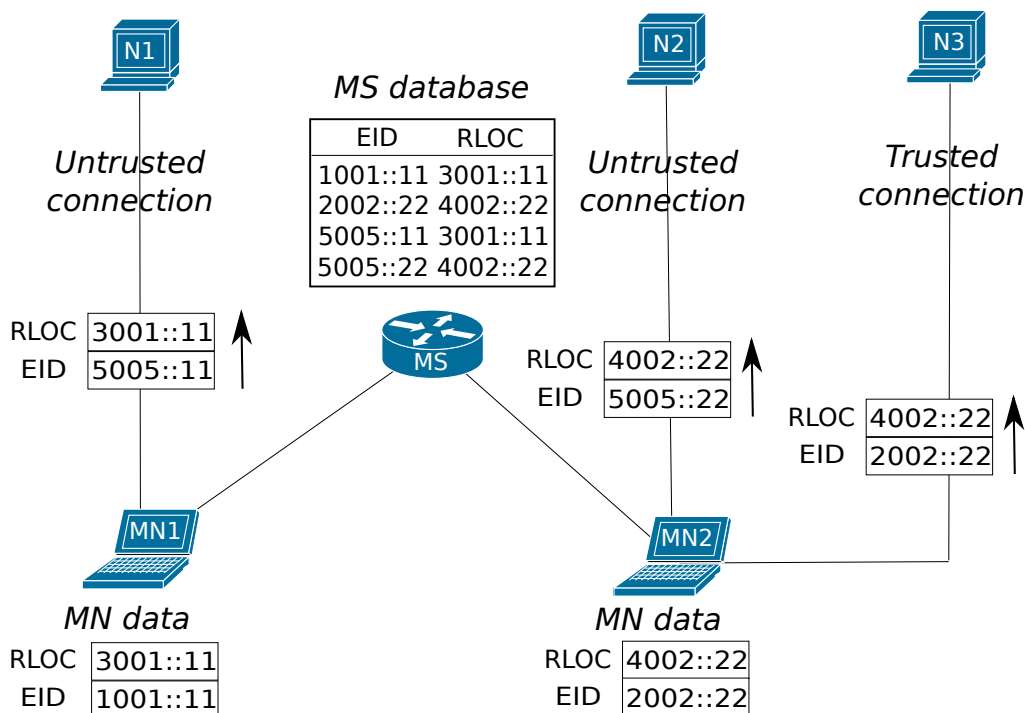 N1
N2
N3
MS database
EID RLOC
1001::11 3001::11
2002::22 4002::22
5005::11 3001::11
5005::22 4002::22
Untrusted
connection
Untrusted
connection
Trusted
connection
RLOC 3001::11
EID 5005::11
MS
RLOC 4002::22
EID 5005::22
RLOC 4002::22
EID 2002::22
MN1
MN2
MN data
RLOC 3001::11
EID 1001::11
MN data
RLOC 4002::22
EID 2002::22